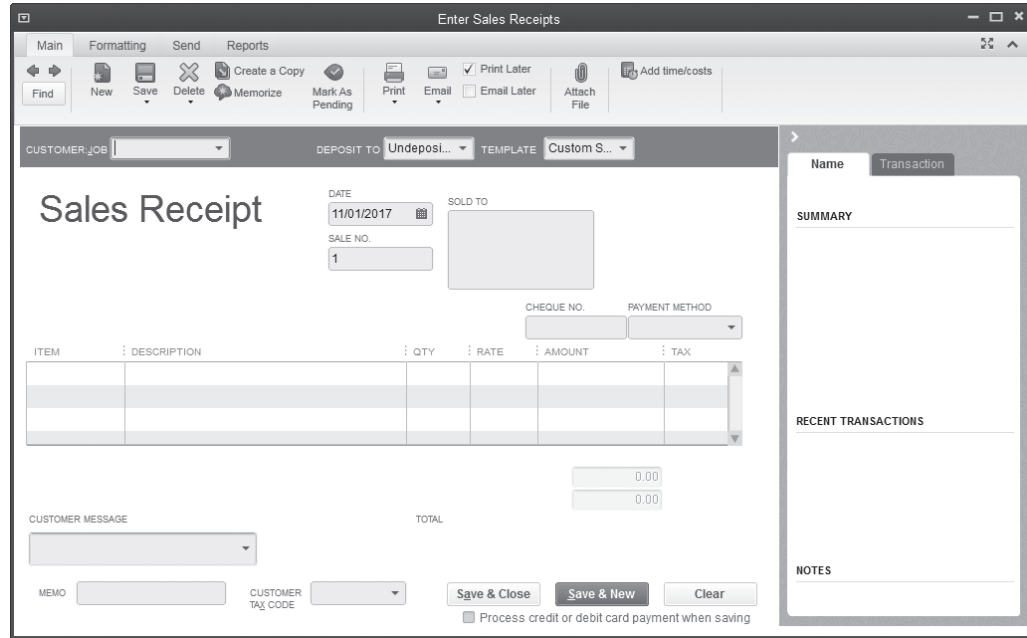 Enter Sales Receipts
Main Formatting Send Reports
Find
New
Save
Delete
Create a Copy
Memorize
Mark As
Pending
Print
Email
Print Later
Email Later
Attach
File
Add time/costs
CUSTOMER:JOB
DEPOSIT TO Undeposi...
TEMPLATE Custom S...
Sales Receipt
DATE
11/01/2017
SALE NO.
1
SOLD TO
CHEQUE NO.
PAYMENT METHOD
ITEM DESCRIPTION QTY RATE AMOUNT TAX
0.00
0.00
TOTAL
CUSTOMER MESSAGE
MEMO
CUSTOMER
TAX CODE
Save & Close
Save & New
Clear
Process credit or debit card payment when saving
Name
Transaction
SUMMARY
RECENT TRANSACTIONS
NOTES